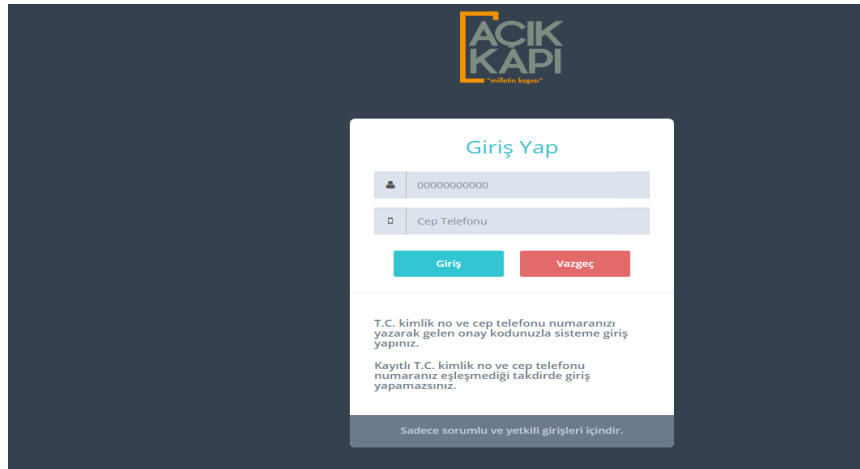 AÇIK
KAPI
"milletin kapısı"
Giriş Yap
00000000000
Cep Telefonu
Giriş
Vazgeç
T.C. kimlik no ve cep telefonu numaranızı
yazarak gelen onay kodunuzla sisteme giriş
yapınız.
Kayıtlı T.C. kimlik no ve cep telefonu
numaranız eşleşmediği takdirde giriş
yapamazsınız.
Sadece sorumlu ve yetkili girişleri içindir.